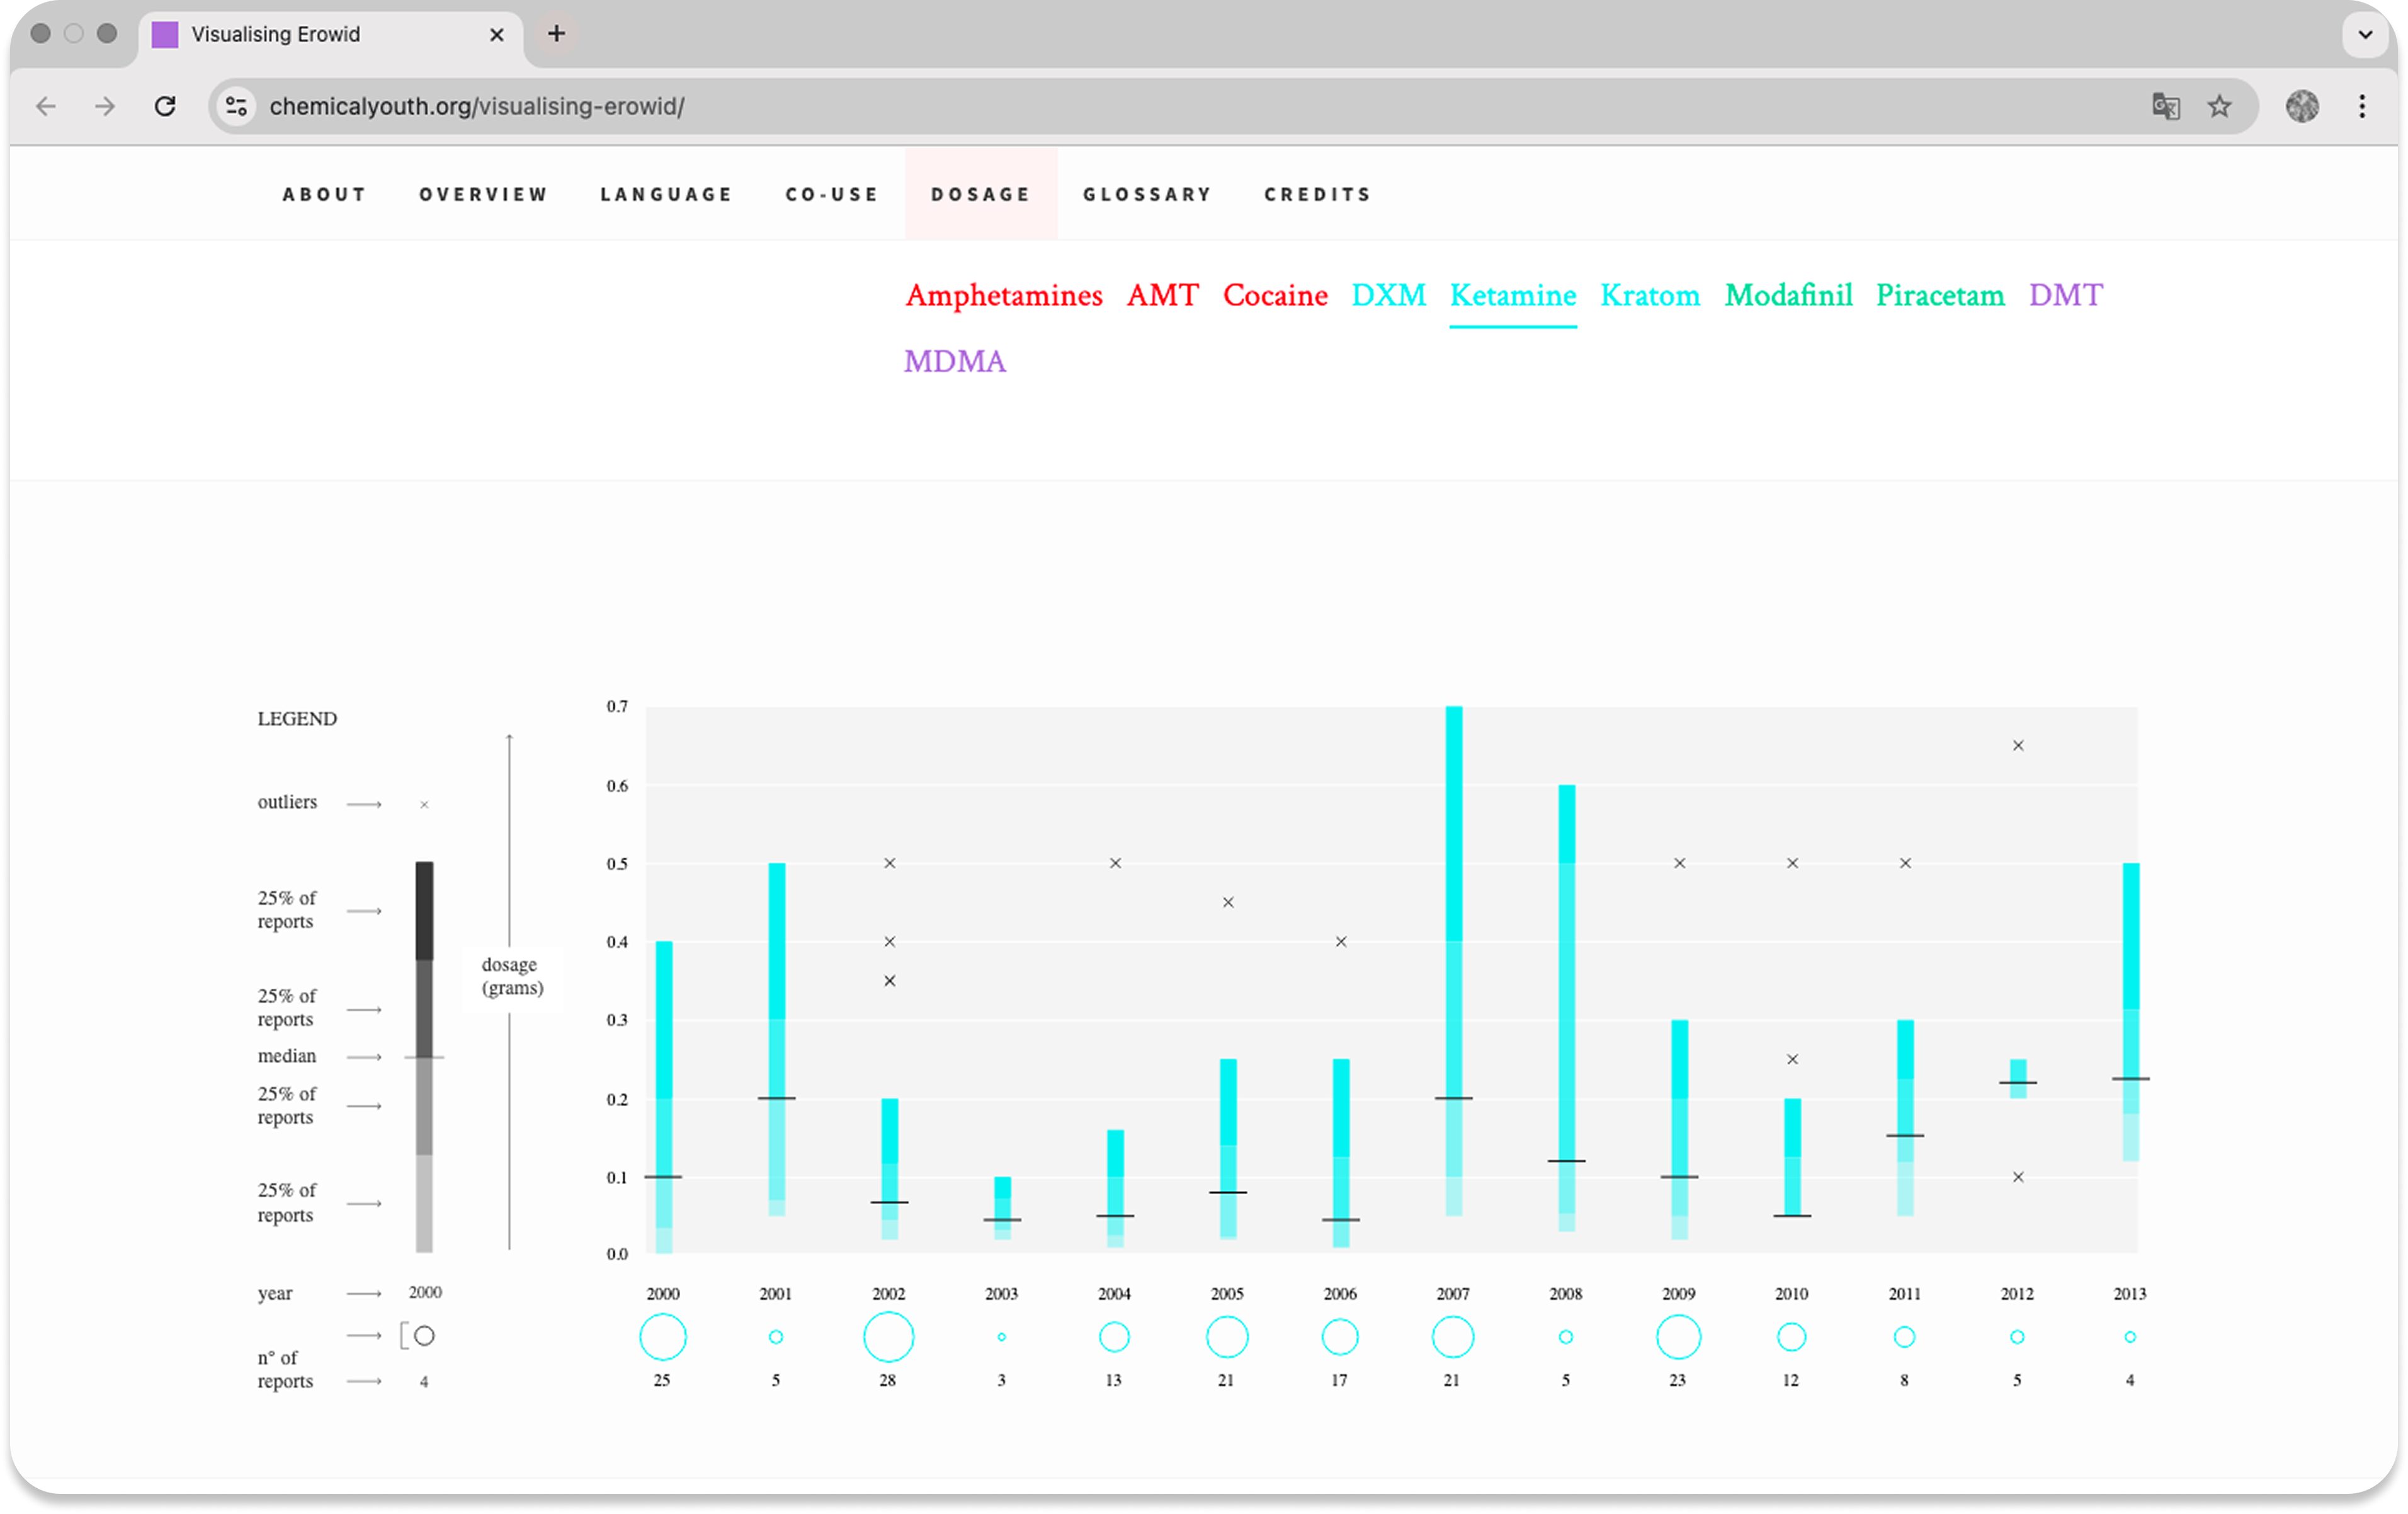 Visualising Erowid
chemicalyouth.org/visualising-erowid/
ABOUT OVERVIEW LANGUAGE CO-USE DOSAGE GLOSSARY CREDITS
Amphetamines AMT Cocaine DXM Ketamine Kratom Modafinil Piracetam DMT
MDMA
LEGEND
outliers
25% of
reports
25% of
reports
median
25% of
reports
25% of
reports
year
2000
n° of
reports
4
dosage
(grams)
0.7
0.6
0.5
0.4
0.3
0.2
0.1
0.0
2000 2001 2002 2003 2004 2005 2006 2007 2008 2009 2010 2011 2012 2013
25 5 28 3 13 21 17 21 5 23 12 8 5 4